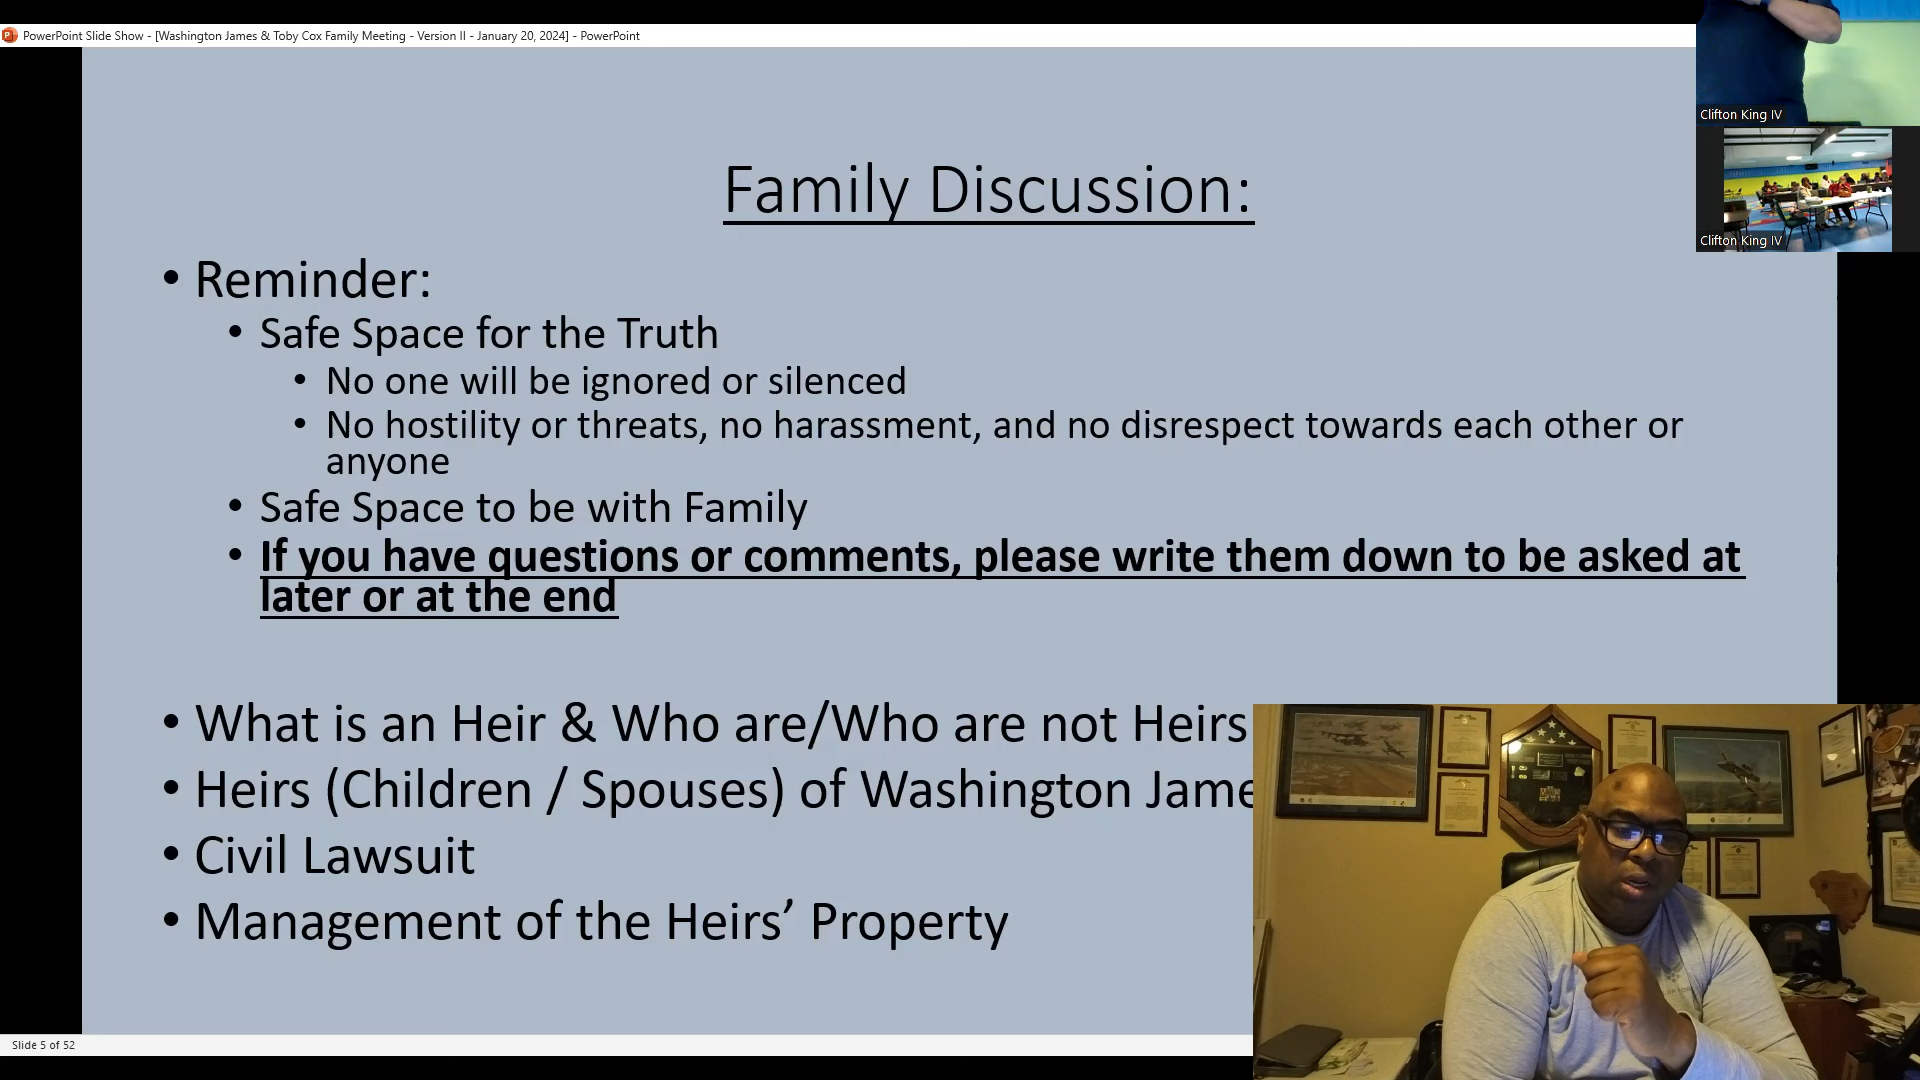 PowerPoint Slide Show - [Washington James & Toby Cox Family Meeting - Version II - January 20, 2024] - PowerPoint
Clifton King IV
Clifton King IV
Family Discussion:
• Reminder:
• Safe Space for the Truth
• No one will be ignored or silenced
• No hostility or threats, no harassment, and no disrespect towards each other or
anyone
• Safe Space to be with Family
• If you have questions or comments, please write them down to be asked at
later or at the end
• What is an Heir & Who are/Who are not Heirs
• Heirs (Children / Spouses) of Washington Jame
• Civil Lawsuit
• Management of the Heirs’ Property
Slide 5 of 52